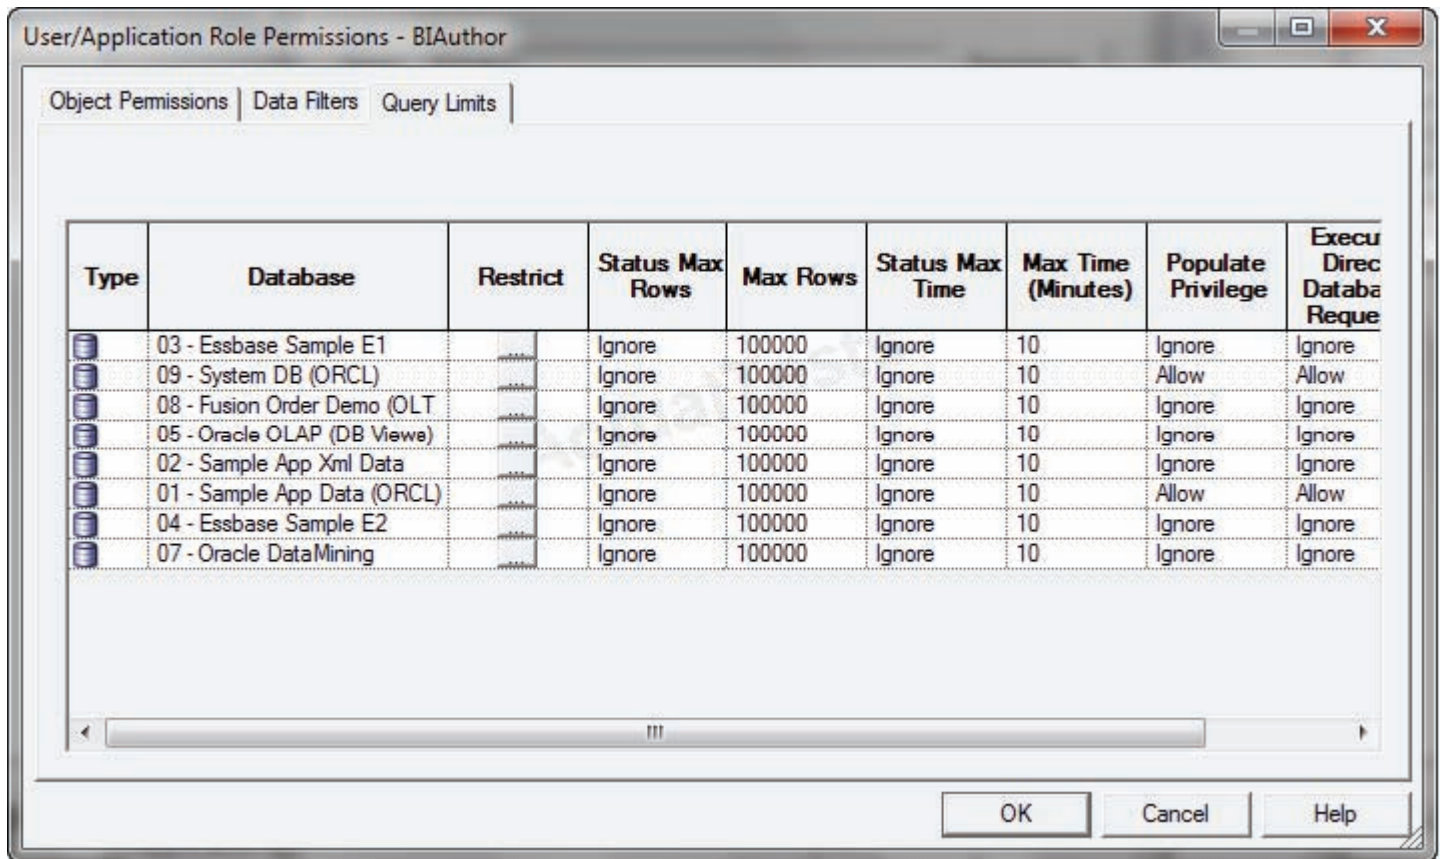 User/Application Role Permissions - BIAuthor
Object Permissions Data Filters Query Limits
Type Database Restrict Status Max Rows Max Rows Status Max Time Max Time (Minutes) Populate Privilege Execu Direc Databa Reque
03 - Essbase Sample E1 ... Ignore 100000 Ignore 10 Ignore Ignore
09 - System DB (ORCL) ... Ignore 100000 Ignore 10 Allow Allow
08 - Fusion Order Demo (OLT ... Ignore 100000 Ignore 10 Ignore Ignore
05 - Oracle OLAP (DB Views) ... Ignore 100000 Ignore 10 Ignore Ignore
02 - Sample App Xml Data ... Ignore 100000 Ignore 10 Ignore Ignore
01 - Sample App Data (ORCL) ... Ignore 100000 Ignore 10 Allow Allow
04 - Essbase Sample E2 ... Ignore 100000 Ignore 10 Ignore Ignore
07 - Oracle DataMining ... Ignore 100000 Ignore 10 Ignore Ignore
OK Cancel Help